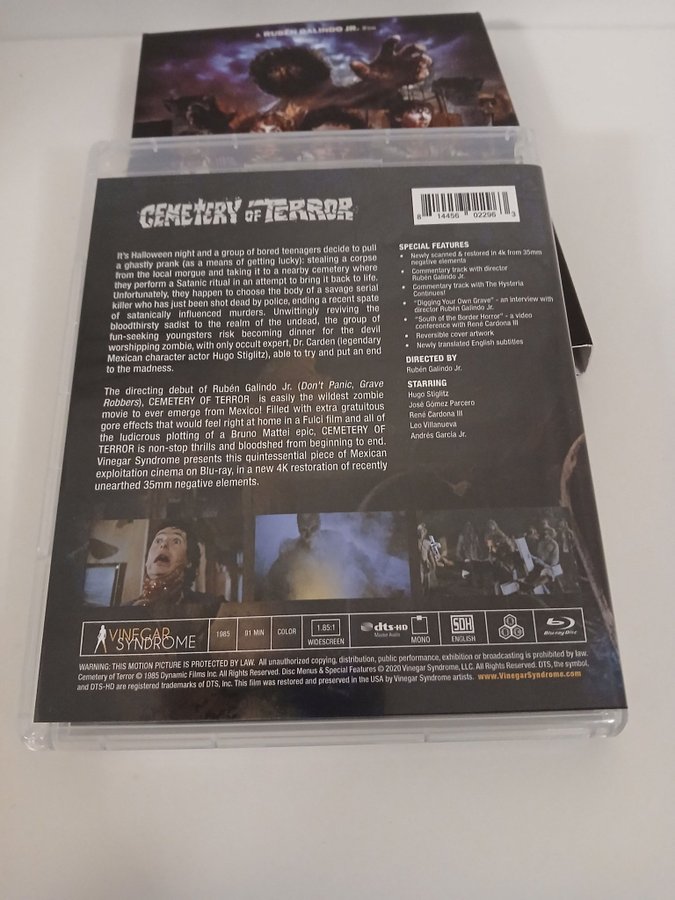 A RUBÉN GALINDO JR. Film
CEMETERY OF TERROR
8 14456 02296 3
It's Halloween night and a group of bored teenagers decide to pull
a ghastly prank (as a means of getting lucky): stealing a corpse
from the local morgue and taking it to a nearby cemetery where
they perform a Satanic ritual in an attempt to bring it back to life.
Unfortunately, they happen to choose the body of a savage serial
killer who has just been shot dead by police, ending a recent spate
of satanically influenced murders. Unwittingly reviving the
bloodthirsty sadist to the realm of the undead, the group of
fun-seeking youngsters risk becoming dinner for the devil
worshipping zombie, with only occult expert, Dr. Carden (legendary
Mexican character actor Hugo Stiglitz), able to try and put an end
to the madness.
The directing debut of Rubén Galindo Jr. (Don't Panic, Grave
Robbers), CEMETERY OF TERROR is easily the wildest zombie
movie to ever emerge from Mexico! Filled with extra gratuitous
gore effects that would feel right at home in a Fulci film and all of
the ludicrous plotting of a Bruno Mattei epic, CEMETERY OF
TERROR is non-stop thrills and bloodshed from beginning to end.
Vinegar Syndrome presents this quintessential piece of Mexican
exploitation cinema on Blu-ray, in a new 4K restoration of recently
unearthed 35mm negative elements.
SPECIAL FEATURES
• Newly scanned & restored in 4k from 35mm
negative elements
• Commentary track with director
Rubén Galindo Jr.
• Commentary track with The Hysteria
Continues!
• "Digging Your Own Grave" - an interview with
director Rubén Galindo Jr.
• "South of the Border Horror" - a video
conference with René Cardona III
• Reversible cover artwork
• Newly translated English subtitles
DIRECTED BY
Rubén Galindo Jr.
STARRING
Hugo Stiglitz
José Gómez Parcero
René Cardona III
Leo Villanueva
Andrés García Jr.
VINEGAR
SYNDROME
1985
91 MIN
COLOR
1.85:1
WIDESCREEN
dts-HD
Master Audio
MONO
SDH
ENGLISH
Blu-ray Disc
WARNING: THIS MOTION PICTURE IS PROTECTED BY LAW. All unauthorized copying, distribution, public performance, exhibition or broadcasting is prohibited by law.
Cemetery of Terror © 1985 Dynamic Films Inc. All Rights Reserved. Disc Menus & Special Features © 2020 Vinegar Syndrome, LLC. All Rights Reserved. DTS, the symbol,
and DTS-HD are registered trademarks of DTS, Inc. This film was restored and preserved in the USA by Vinegar Syndrome artists. www.VinegarSyndrome.com